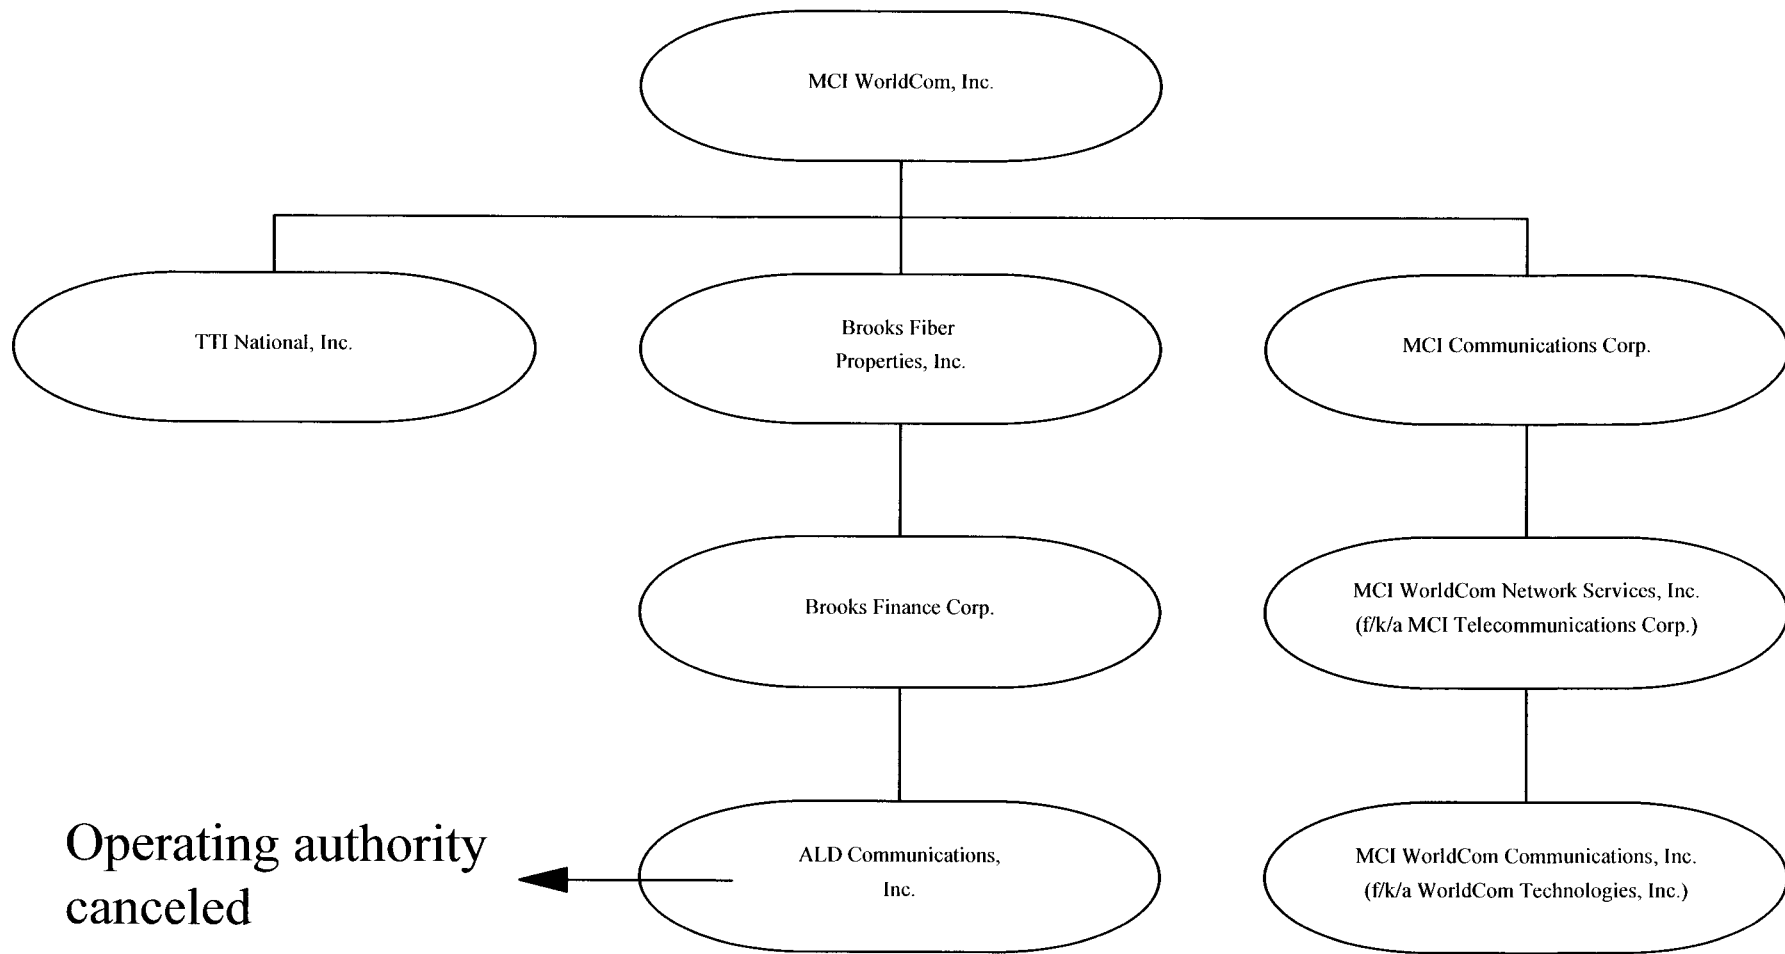 MCI WorldCom, Inc.
TTI National, Inc.
Brooks Fiber
Properties, Inc.
MCI Communications Corp.
Brooks Finance Corp.
MCI WorldCom Network Services, Inc.
(f/k/a MCI Telecommunications Corp.)
Operating authority
canceled
ALD Communications,
Inc.
MCI WorldCom Communications, Inc.
(f/k/a WorldCom Technologies, Inc.)